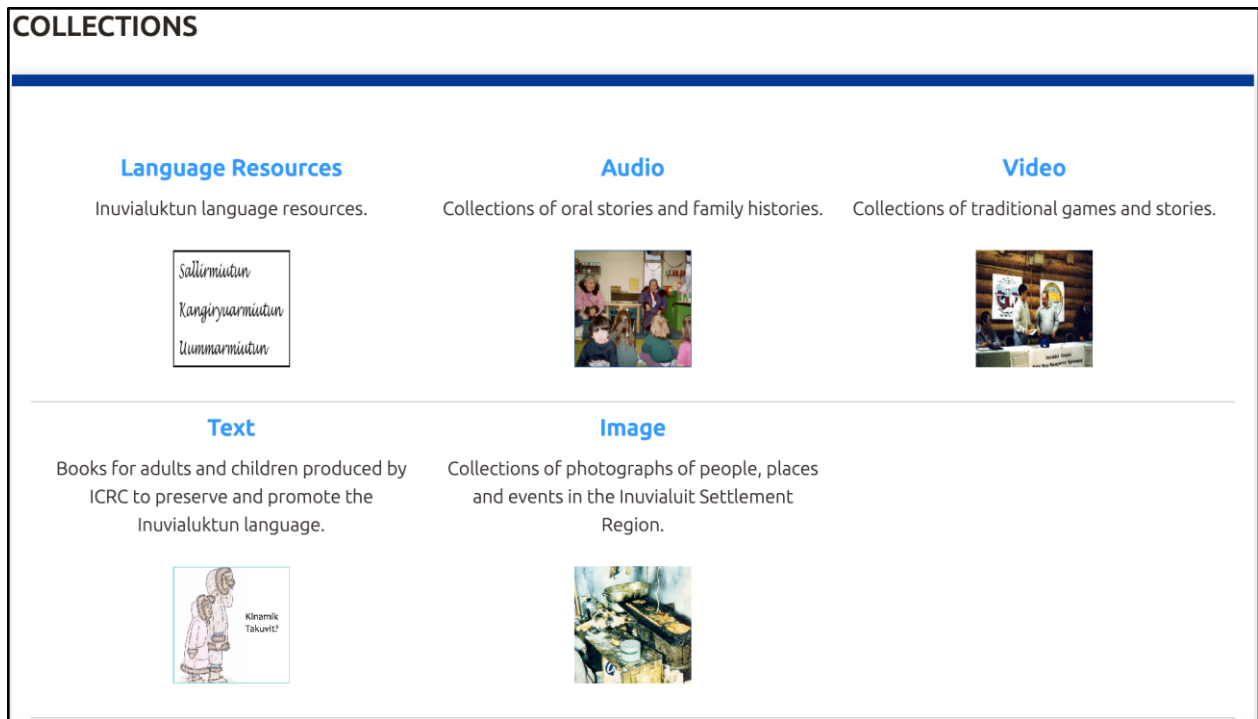 COLLECTIONS
Language Resources
Inuvialuktun language resources.
Sallirmiutun
Kangiryuarmiutun
Uummarmiutun
Audio
Collections of oral stories and family histories.
Video
Collections of traditional games and stories.
Text
Books for adults and children produced by
ICRC to preserve and promote the
Inuvialuktun language.
Kinamik
Takuvit?
Image
Collections of photographs of people, places
and events in the Inuvialuit Settlement
Region.